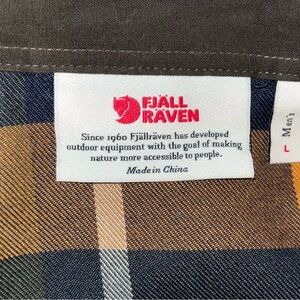 FJÄLL
RÄVEN
Since 1960 Fjällräven has developed
outdoor equipment with the goal of making
nature more accessible to people.
Made in China
Men's
L